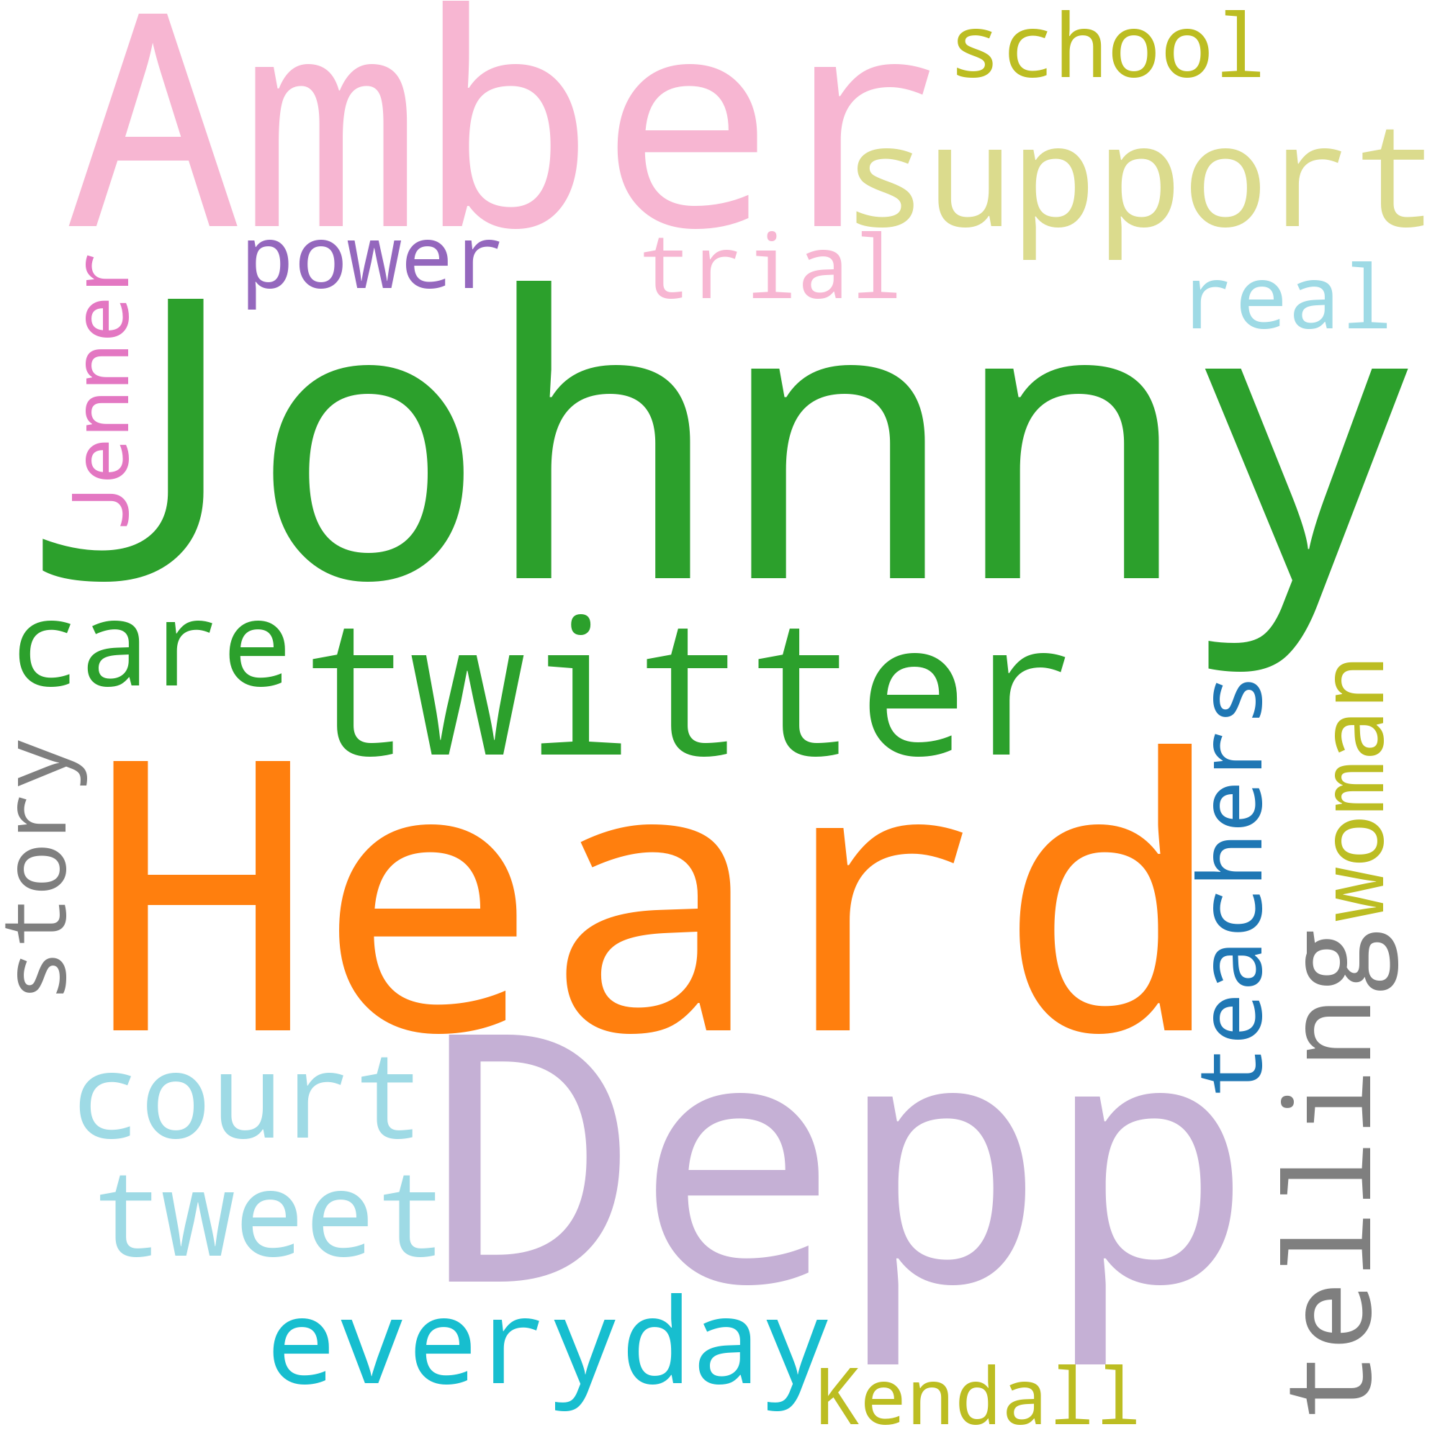 Amber
school
support
power
trial
real
Jenner
Johnny
care
twitter
teachers
woman
story
Heard
telling
court
Depp
tweet
everyday
Kendall